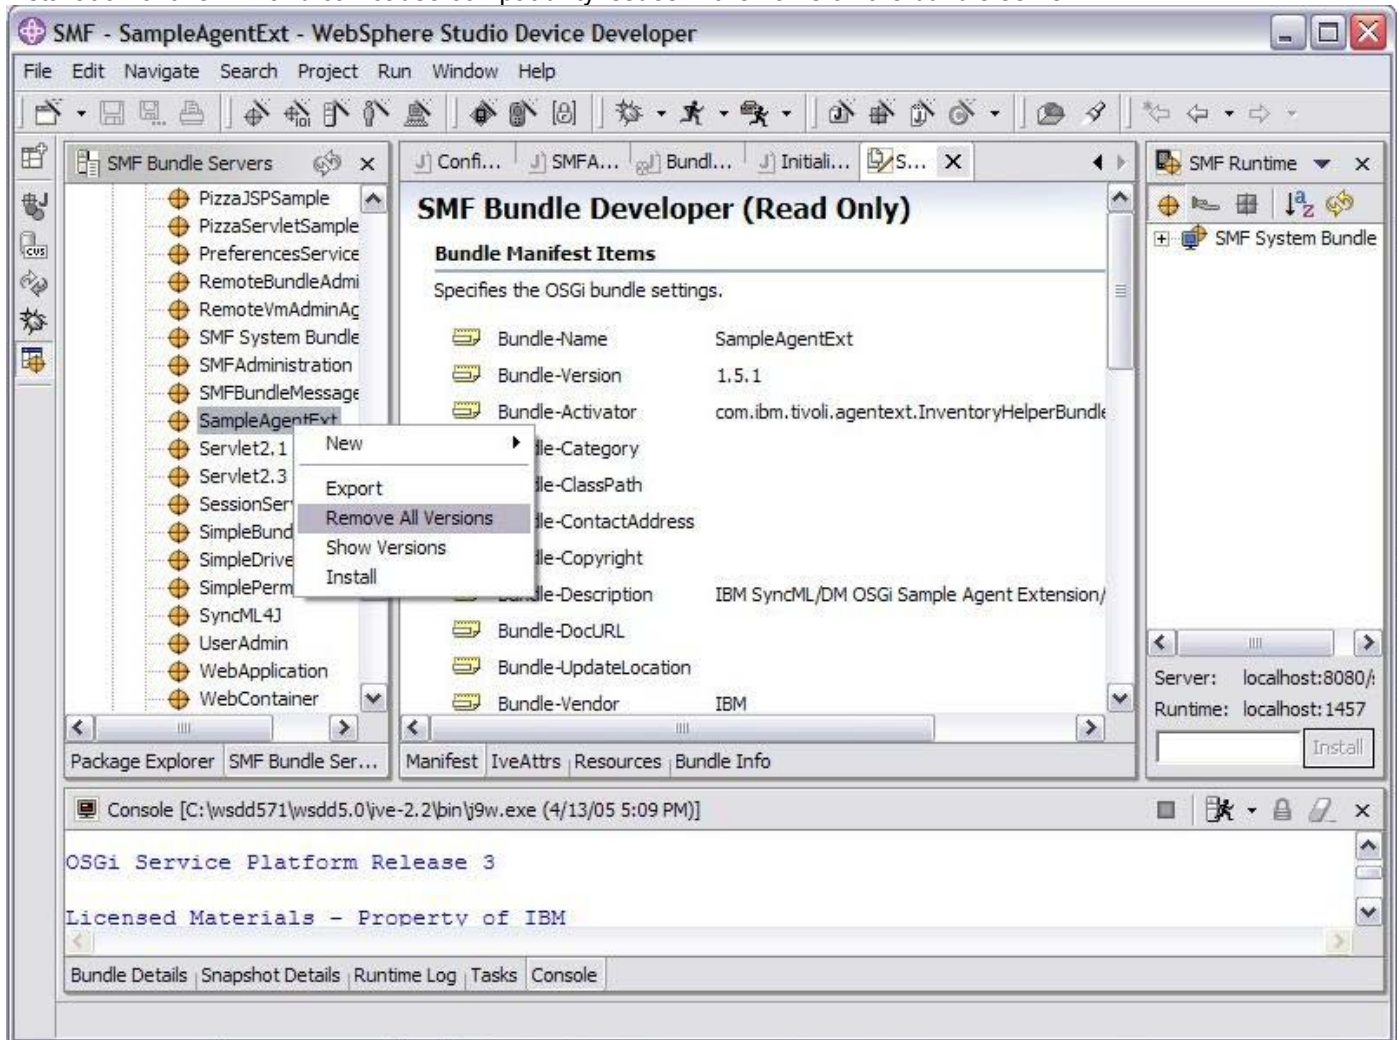 SMF - SampleAgentExt - WebSphere Studio Device Developer
File Edit Navigate Search Project Run Window Help
SMF Bundle Servers
PizzaJSPSample
PizzaServletSample
PreferencesService
RemoteBundleAdmi
RemoteVmAdminAg
SMF System Bundle
SMFAdministration
SMFBundleMessage
SampleAgentExt
Servlet2.1
Servlet2.3
SessionSer
SimpleBund
SimpleDrive
SimplePerm
SyncML4J
UserAdmin
WebApplication
WebContainer
Package Explorer SMF Bundle Ser...
New
Export
Remove All Versions
Show Versions
Install
Confi... SMFA... Bundl... Initiali... S...
SMF Bundle Developer (Read Only)
Bundle Manifest Items
Specifies the OSGi bundle settings.
Bundle-Name SampleAgentExt
Bundle-Version 1.5.1
Bundle-Activator com.ibm.tivoli.agentext.InventoryHelperBundle
dle-Category
dle-ClassPath
dle-ContactAddress
dle-Copyright
Bundle-Description IBM SyncML/DM OSGi Sample Agent Extension/
Bundle-DocURL
Bundle-UpdateLocation
Bundle-Vendor IBM
Manifest IveAttrs Resources Bundle Info
SMF Runtime
SMF System Bundle
Server: localhost:8080/
Runtime: localhost:1457
Install
Console [C:\wsdd571\wsdd5.0\ive-2.2\bin\j9w.exe (4/13/05 5:09 PM)]
OSGi Service Platform Release 3
Licensed Materials - Property of IBM
Bundle Details Snapshot Details Runtime Log Tasks Console